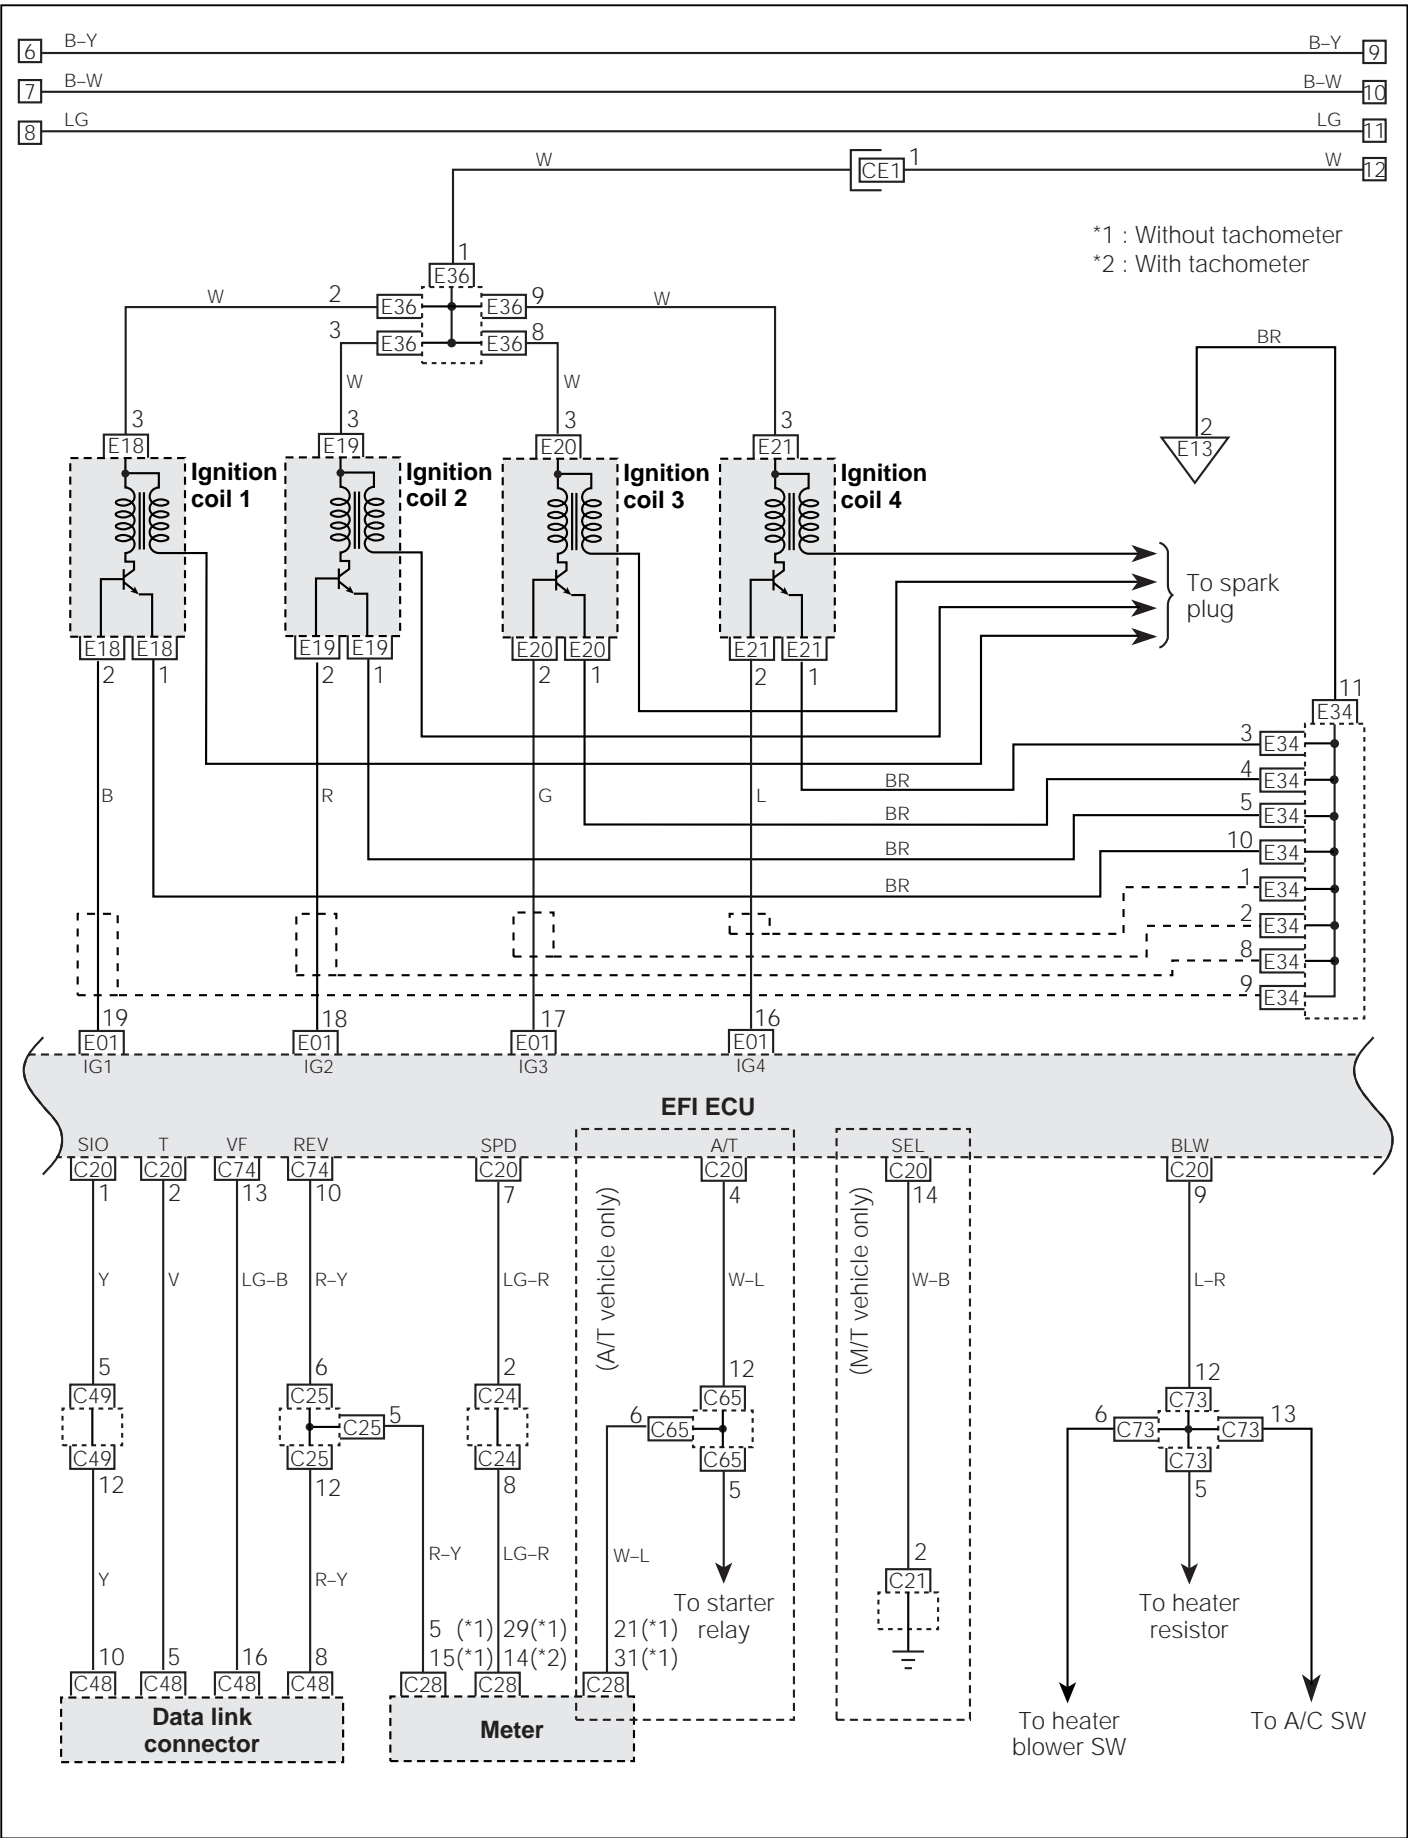 6 B–Y B–Y 9
7 B–W B–W 10
8 LG LG 11
W CE1 1 W 12
*1 : Without tachometer
*2 : With tachometer
1
E36
W 2 E36 E36 9 W
3 E36 E36 8
BR
W W
2
E13
3 3 3 3
E18 E19 E20 E21
Ignition
coil 1
Ignition
coil 2
Ignition
coil 3
Ignition
coil 4
To spark
plug
E18 E18 E19 E19 E20 E20 E21 E21
2 1 2 1 2 1 2 1
11
E34
3 E34
4 E34
BR
B R G L
5 E34
BR
10 E34
BR
1 E34
BR
2 E34
8 E34
9 E34
19 18 17 16
E01 E01 E01 E01
IG1 IG2 IG3 IG4
EFI ECU
SIO T VF REV SPD A/T SEL BLW
C20 C20 C74 C74 C20 C20 C20 C20
1 2 13 10 7 4 14 9
(A/T vehicle only)
(M/T vehicle only)
Y V LG–B R–Y LG–R W–L W–B L–R
5 6 2 12 12
C49 C25 C24 C65 C73
C25 5 6 C65 6 C73 C73 13
C49 C25 C24 C65 C73
12 12 8 5 5
R–Y LG–R W–L 2
Y R–Y C21
To starter
relay
To heater
resistor
5 (*1) 29(*1) 21(*1)
15(*1) 14(*2) 31(*1)
10 5 16 8
C48 C48 C48 C48 C28 C28 C28
Data link
connector
Meter
To heater
blower SW
To A/C SW